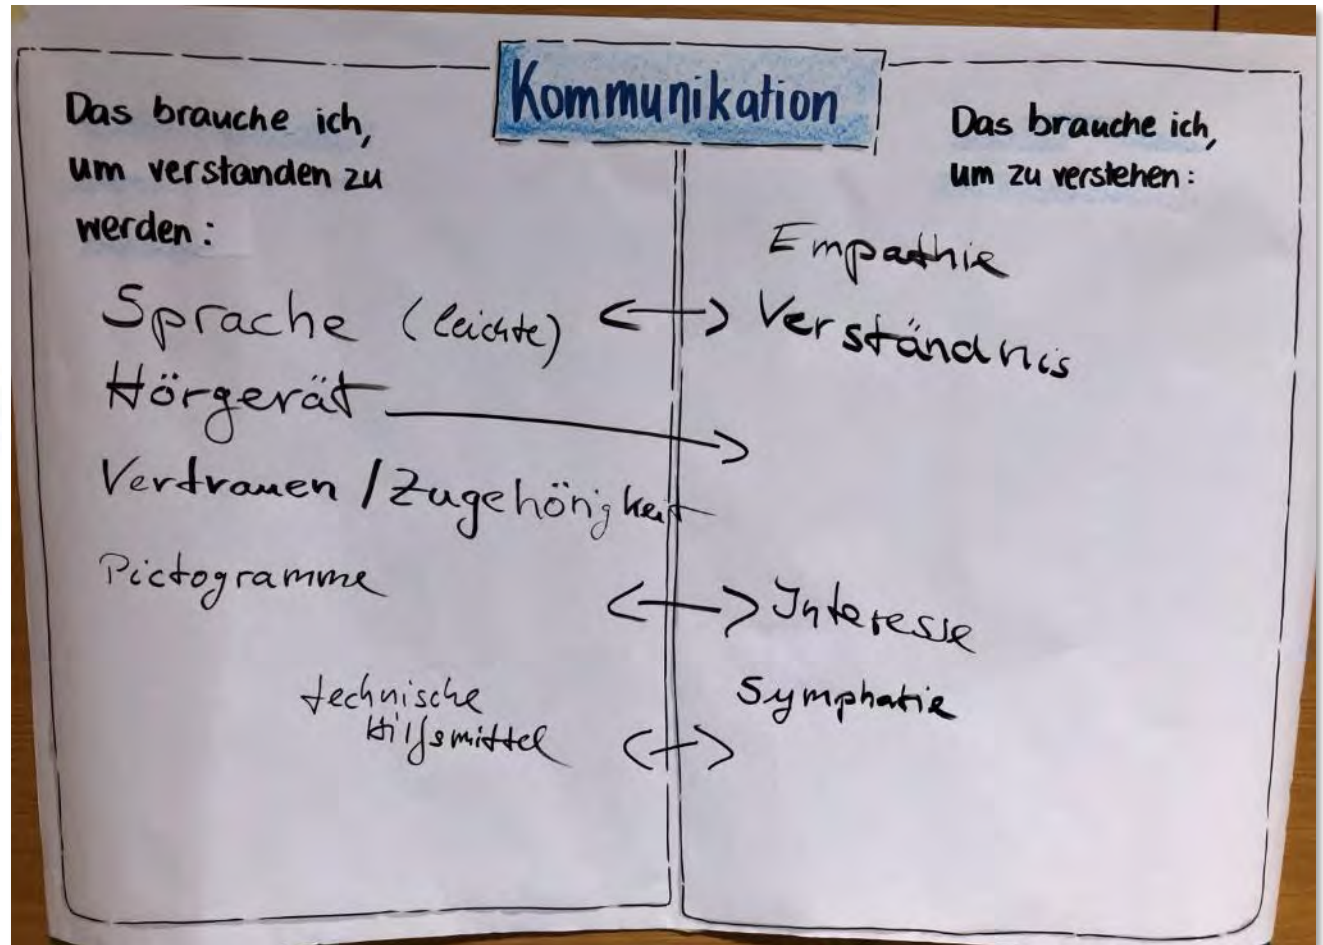 Kommunikation
Das brauche ich,
um verstanden zu
werden:
Sprache (leichte)
Hörgerät
Vertrauen / Zugehörigkeit
Pictogramme
technische
Hilfsmittel
Das brauche ich,
um zu verstehen:
Empathie
Verständnis
Interesse
Symphatie